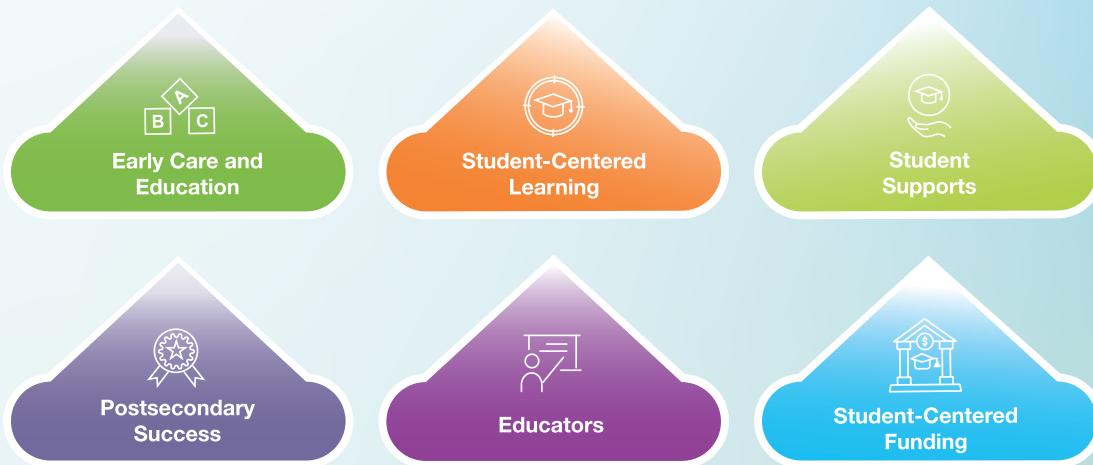 A
B
C
Early Care and
Education
Student-Centered
Learning
Student
Supports
Postsecondary
Success
Educators
$
Student-Centered
Funding